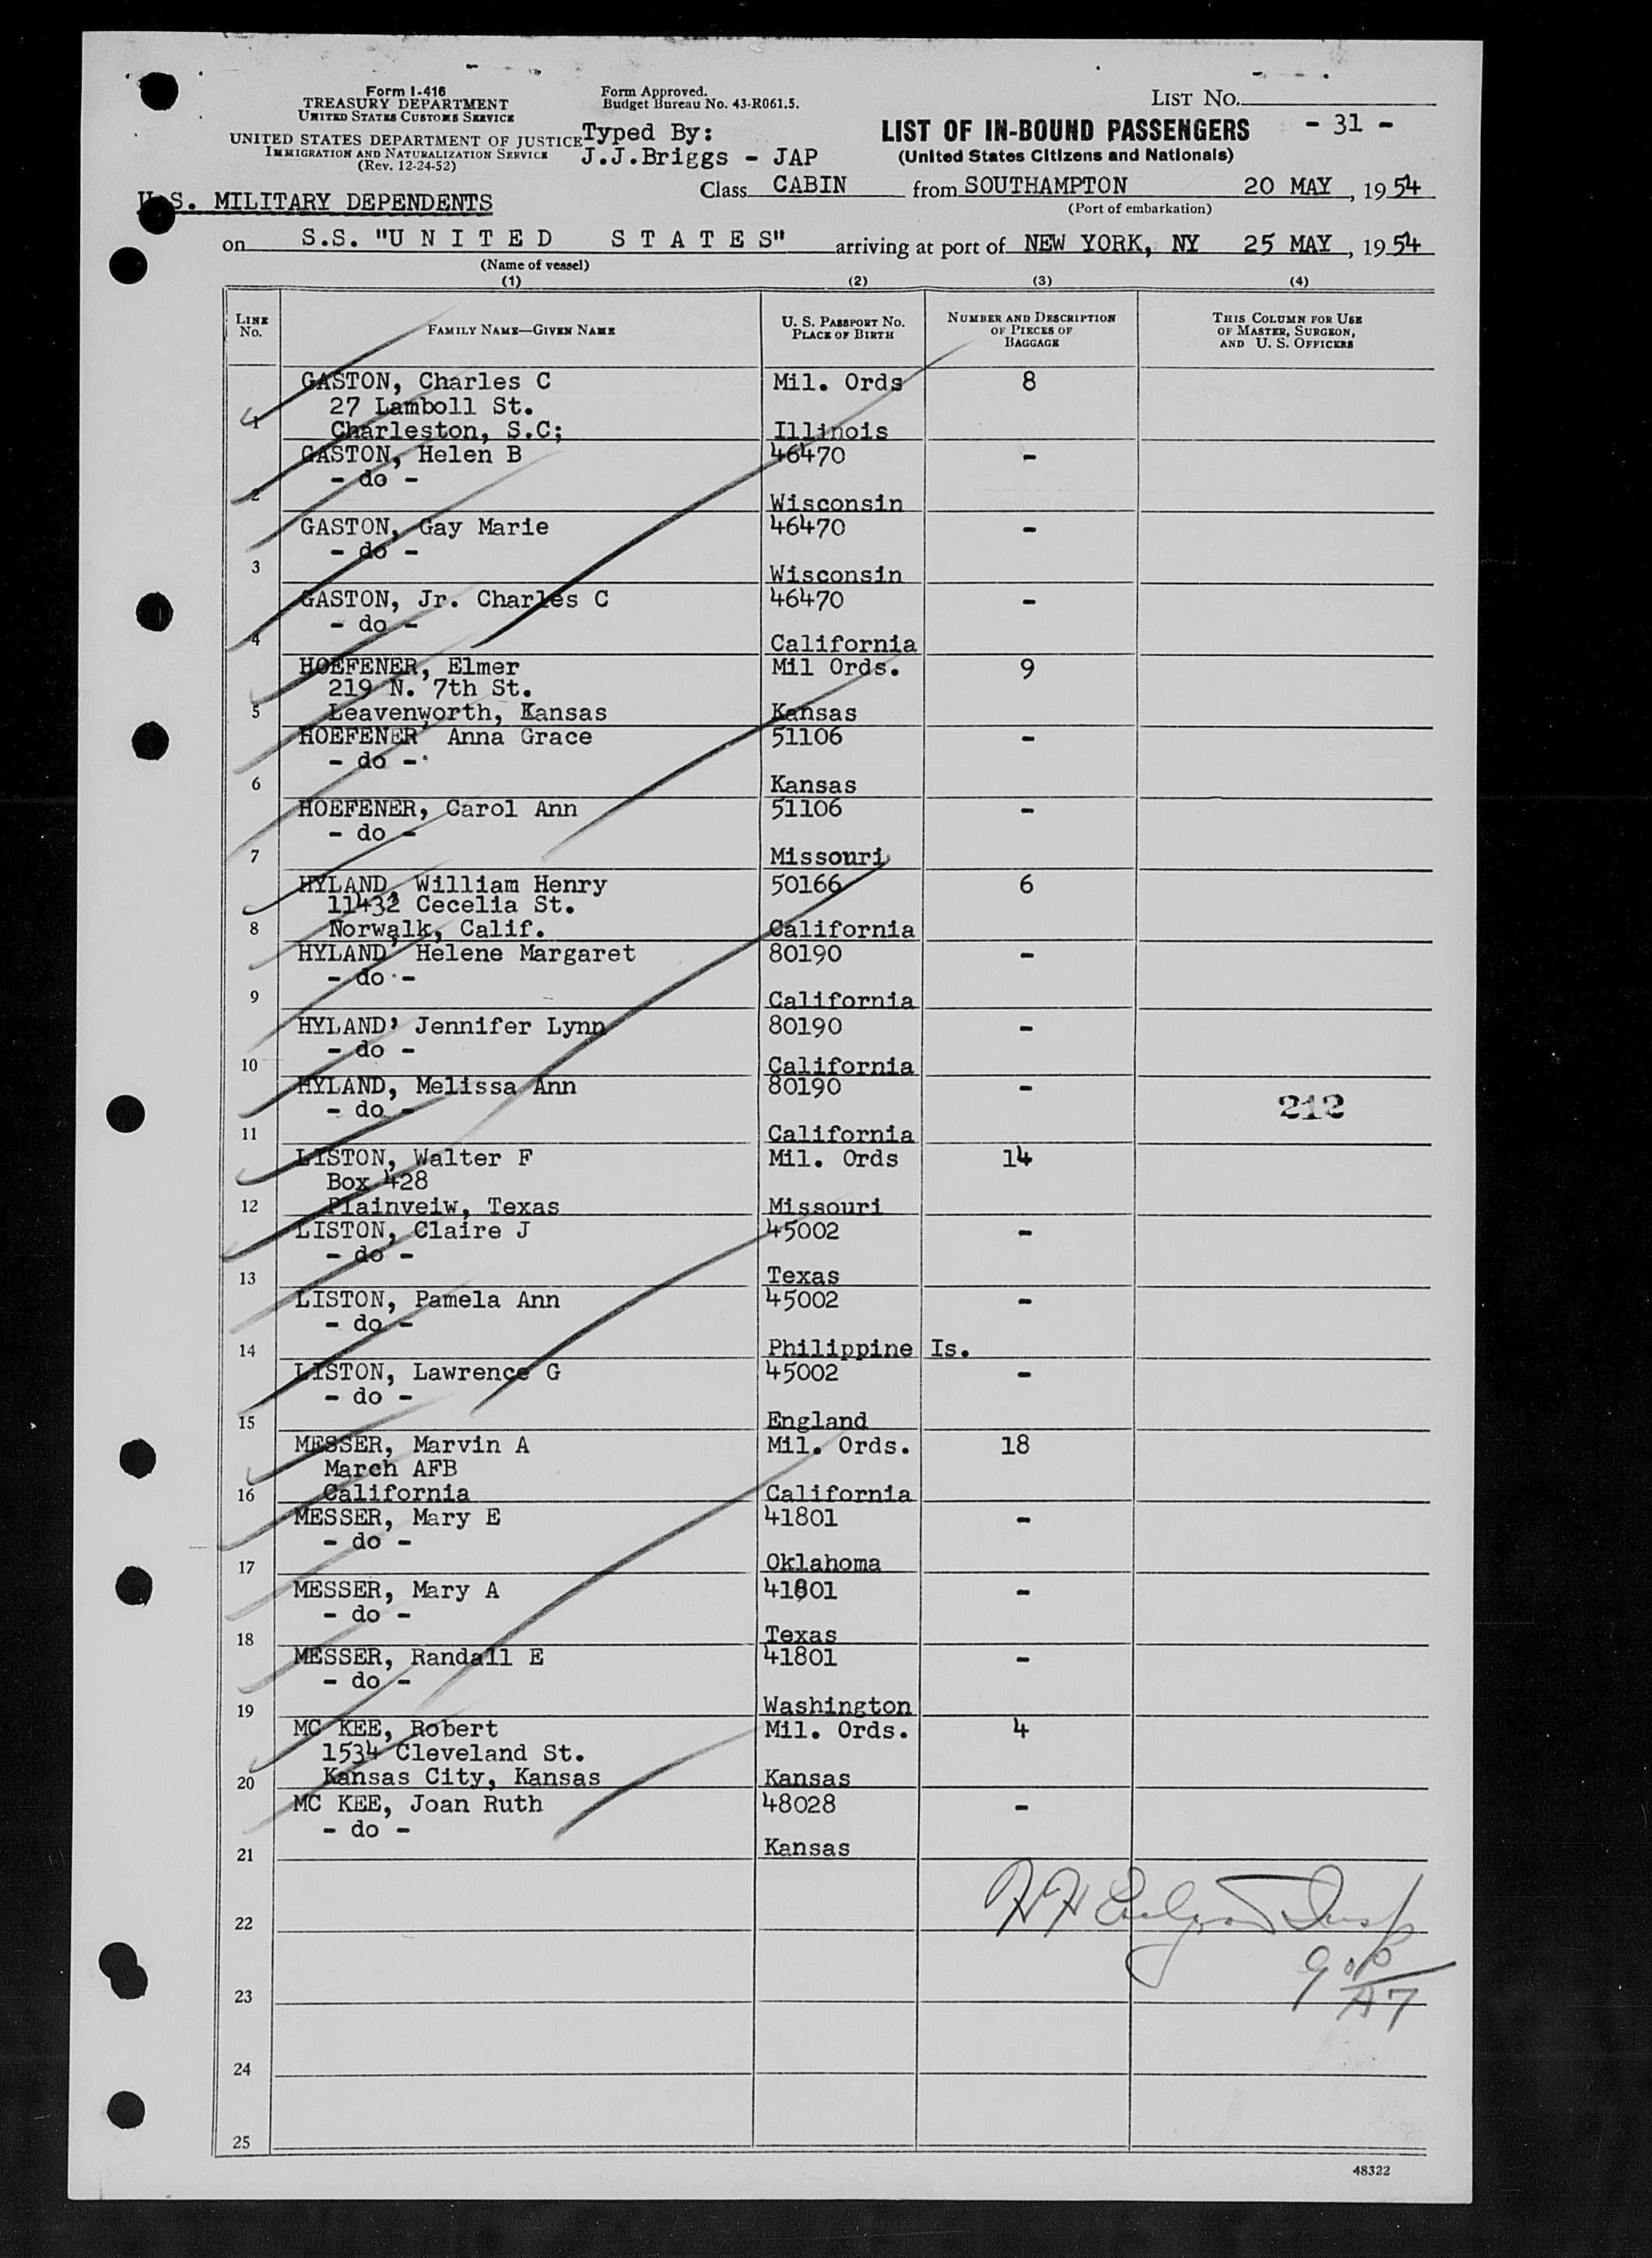 Form I-416
TREASURY DEPARTMENT
UNITED STATES CUSTOMS SERVICE
UNITED STATES DEPARTMENT OF JUSTICE
IMMIGRATION AND NATURALIZATION SERVICE
(Rev. 12-24-52)
Form Approved.
Budget Bureau No. 43-R061.5.
Typed By:
J.J.Briggs - JAP
LIST NO.
LIST OF IN-BOUND PASSENGERS - 31 -
(United States Citizens and Nationals)
U.S. MILITARY DEPENDENTS
Class CABIN from SOUTHAMPTON 20 MAY, 1954
(Port of embarkation)
on S.S. "U N I T E D S T A T E S" arriving at port of NEW YORK, NY 25 MAY, 1954
(Name of vessel)
(1) (2) (3) (4)
LINE No. FAMILY NAME—GIVEN NAME U. S. PASSPORT NO. PLACE OF BIRTH NUMBER AND DESCRIPTION OF PIECES OF BAGGAGE THIS COLUMN FOR USE OF MASTER, SURGEON, AND U. S. OFFICERS
GASTON, Charles C Mil. Ords 8
27 Lamboll St.
1 Charleston, S.C; Illinois
GASTON, Helen B 46470 -
- do -
2 Wisconsin
GASTON, Gay Marie 46470 -
- do -
3 Wisconsin
GASTON, Jr. Charles C 46470 -
- do -
4 California
HOEFENER, Elmer Mil Ords. 9
219 N. 7th St.
5 Leavenworth, Kansas Kansas
HOEFENER Anna Grace 51106 -
- do -
6 Kansas
HOEFENER, Carol Ann 51106 -
- do -
7 Missouri
HYLAND, William Henry 50166 6
11432 Cecelia St.
8 Norwalk, Calif. California
HYLAND, Helene Margaret 80190 -
- do -
9 California
HYLAND, Jennifer Lynn 80190 -
- do -
10 California
HYLAND, Melissa Ann 80190 -
- do - 212
11 California
LISTON, Walter F Mil. Ords 14
Box 428
12 Plainveiw, Texas Missouri
LISTON, Claire J 45002 -
- do -
13 Texas
LISTON, Pamela Ann 45002 -
- do -
14 Philippine Is.
LISTON, Lawrence G 45002 -
- do -
15 England
MESSER, Marvin A Mil. Ords. 18
March AFB
16 California California
MESSER, Mary E 41801 -
- do -
17 Oklahoma
MESSER, Mary A 41801 -
- do -
18 Texas
MESSER, Randall E 41801 -
- do -
19 Washington
MC KEE, Robert Mil. Ords. 4
1534 Cleveland St.
20 Kansas City, Kansas Kansas
MC KEE, Joan Ruth 48028 -
- do -
21 Kansas
22
23
24
25
48322